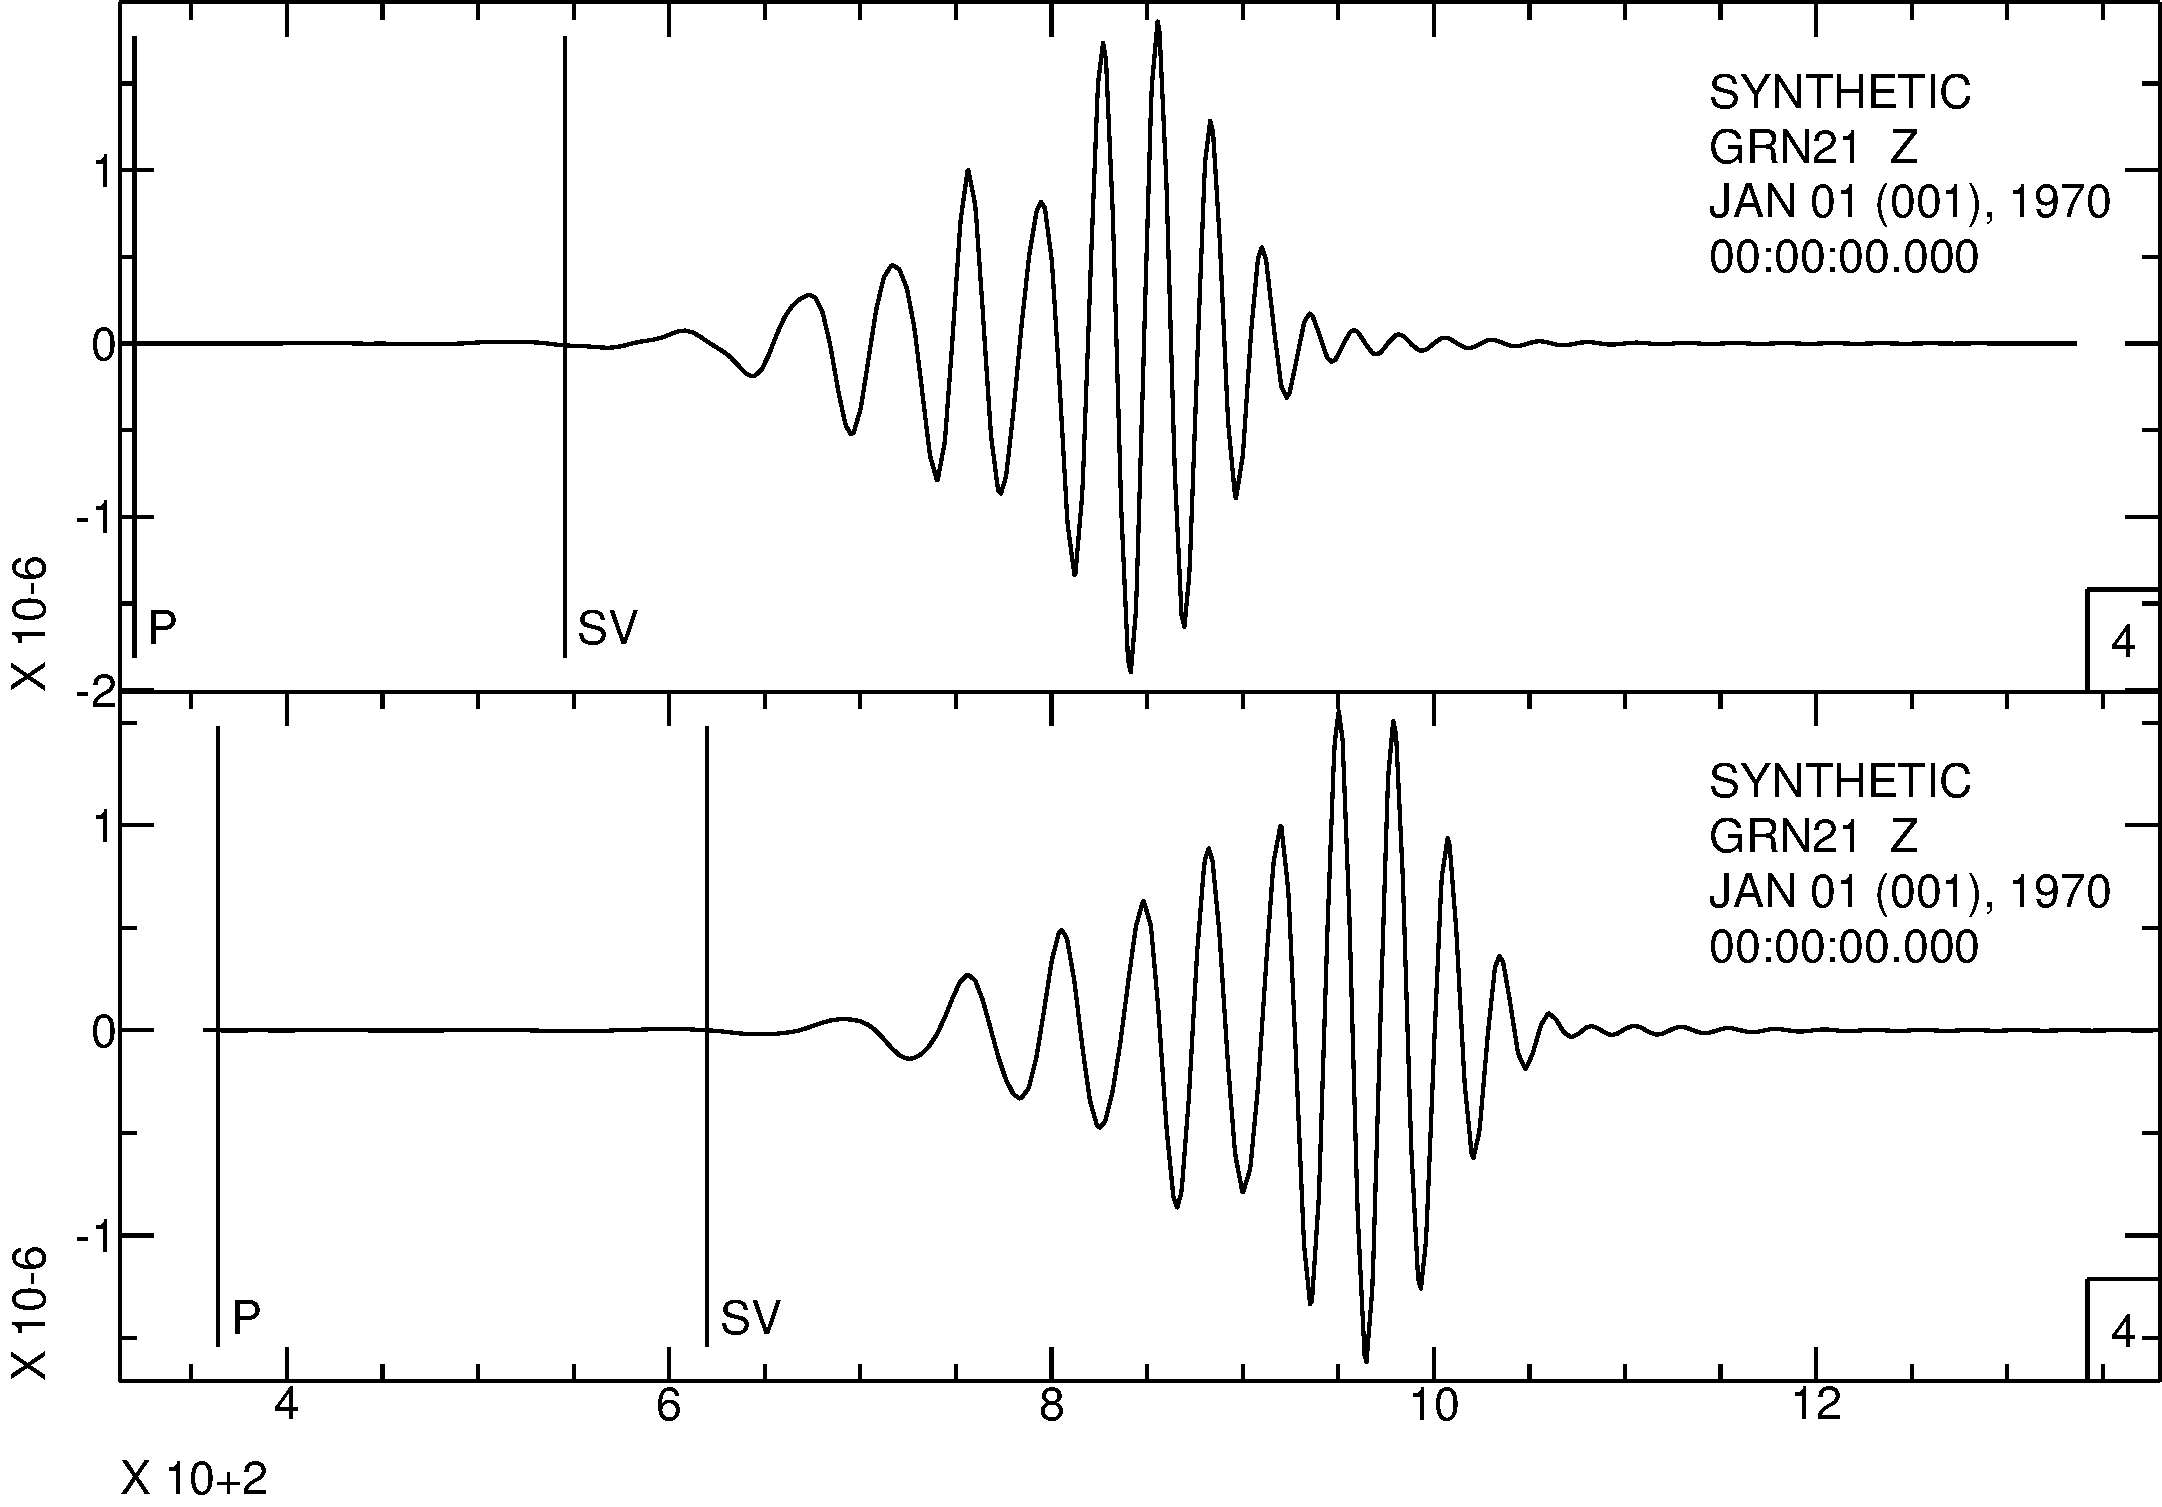 SYNTHETIC
GRN21 Z
JAN 01 (001), 1970
00:00:00.000
1
0
-1
-2
X 10-6
P
SV
4
SYNTHETIC
GRN21 Z
JAN 01 (001), 1970
00:00:00.000
1
0
-1
X 10-6
P
SV
4
4 6 8 10 12
X 10+2